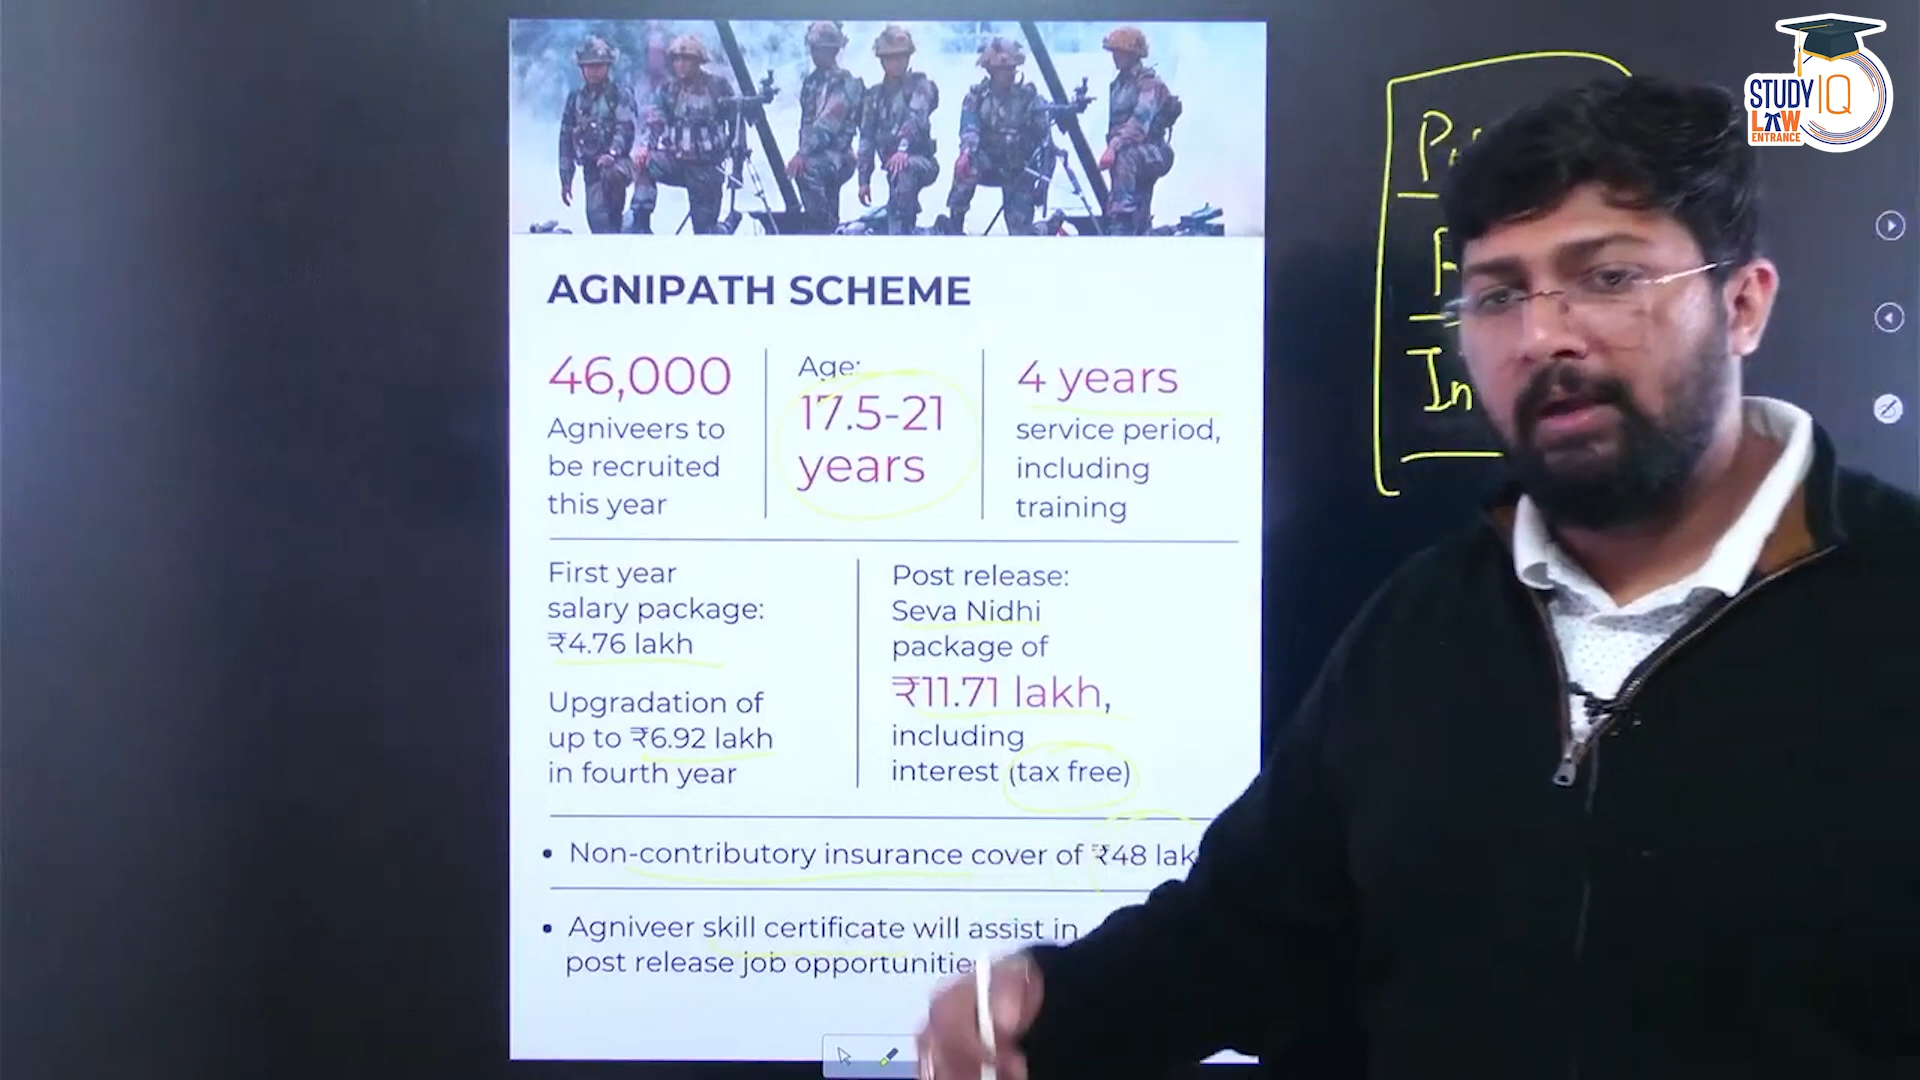 AGNIPATH SCHEME
46,000
Agniveers to
be recruited
this year
Age:
17.5-21
years
4 years
service period,
including
training
First year
salary package:
₹4.76 lakh
Upgradation of
up to ₹6.92 lakh
in fourth year
Post release:
Seva Nidhi
package of
₹11.71 lakh,
including
interest (tax free)
• Non-contributory insurance cover of ₹48
• Agniveer skill certificate will assist in
post release job
STUDY IQ
LAW
ENTRANCE